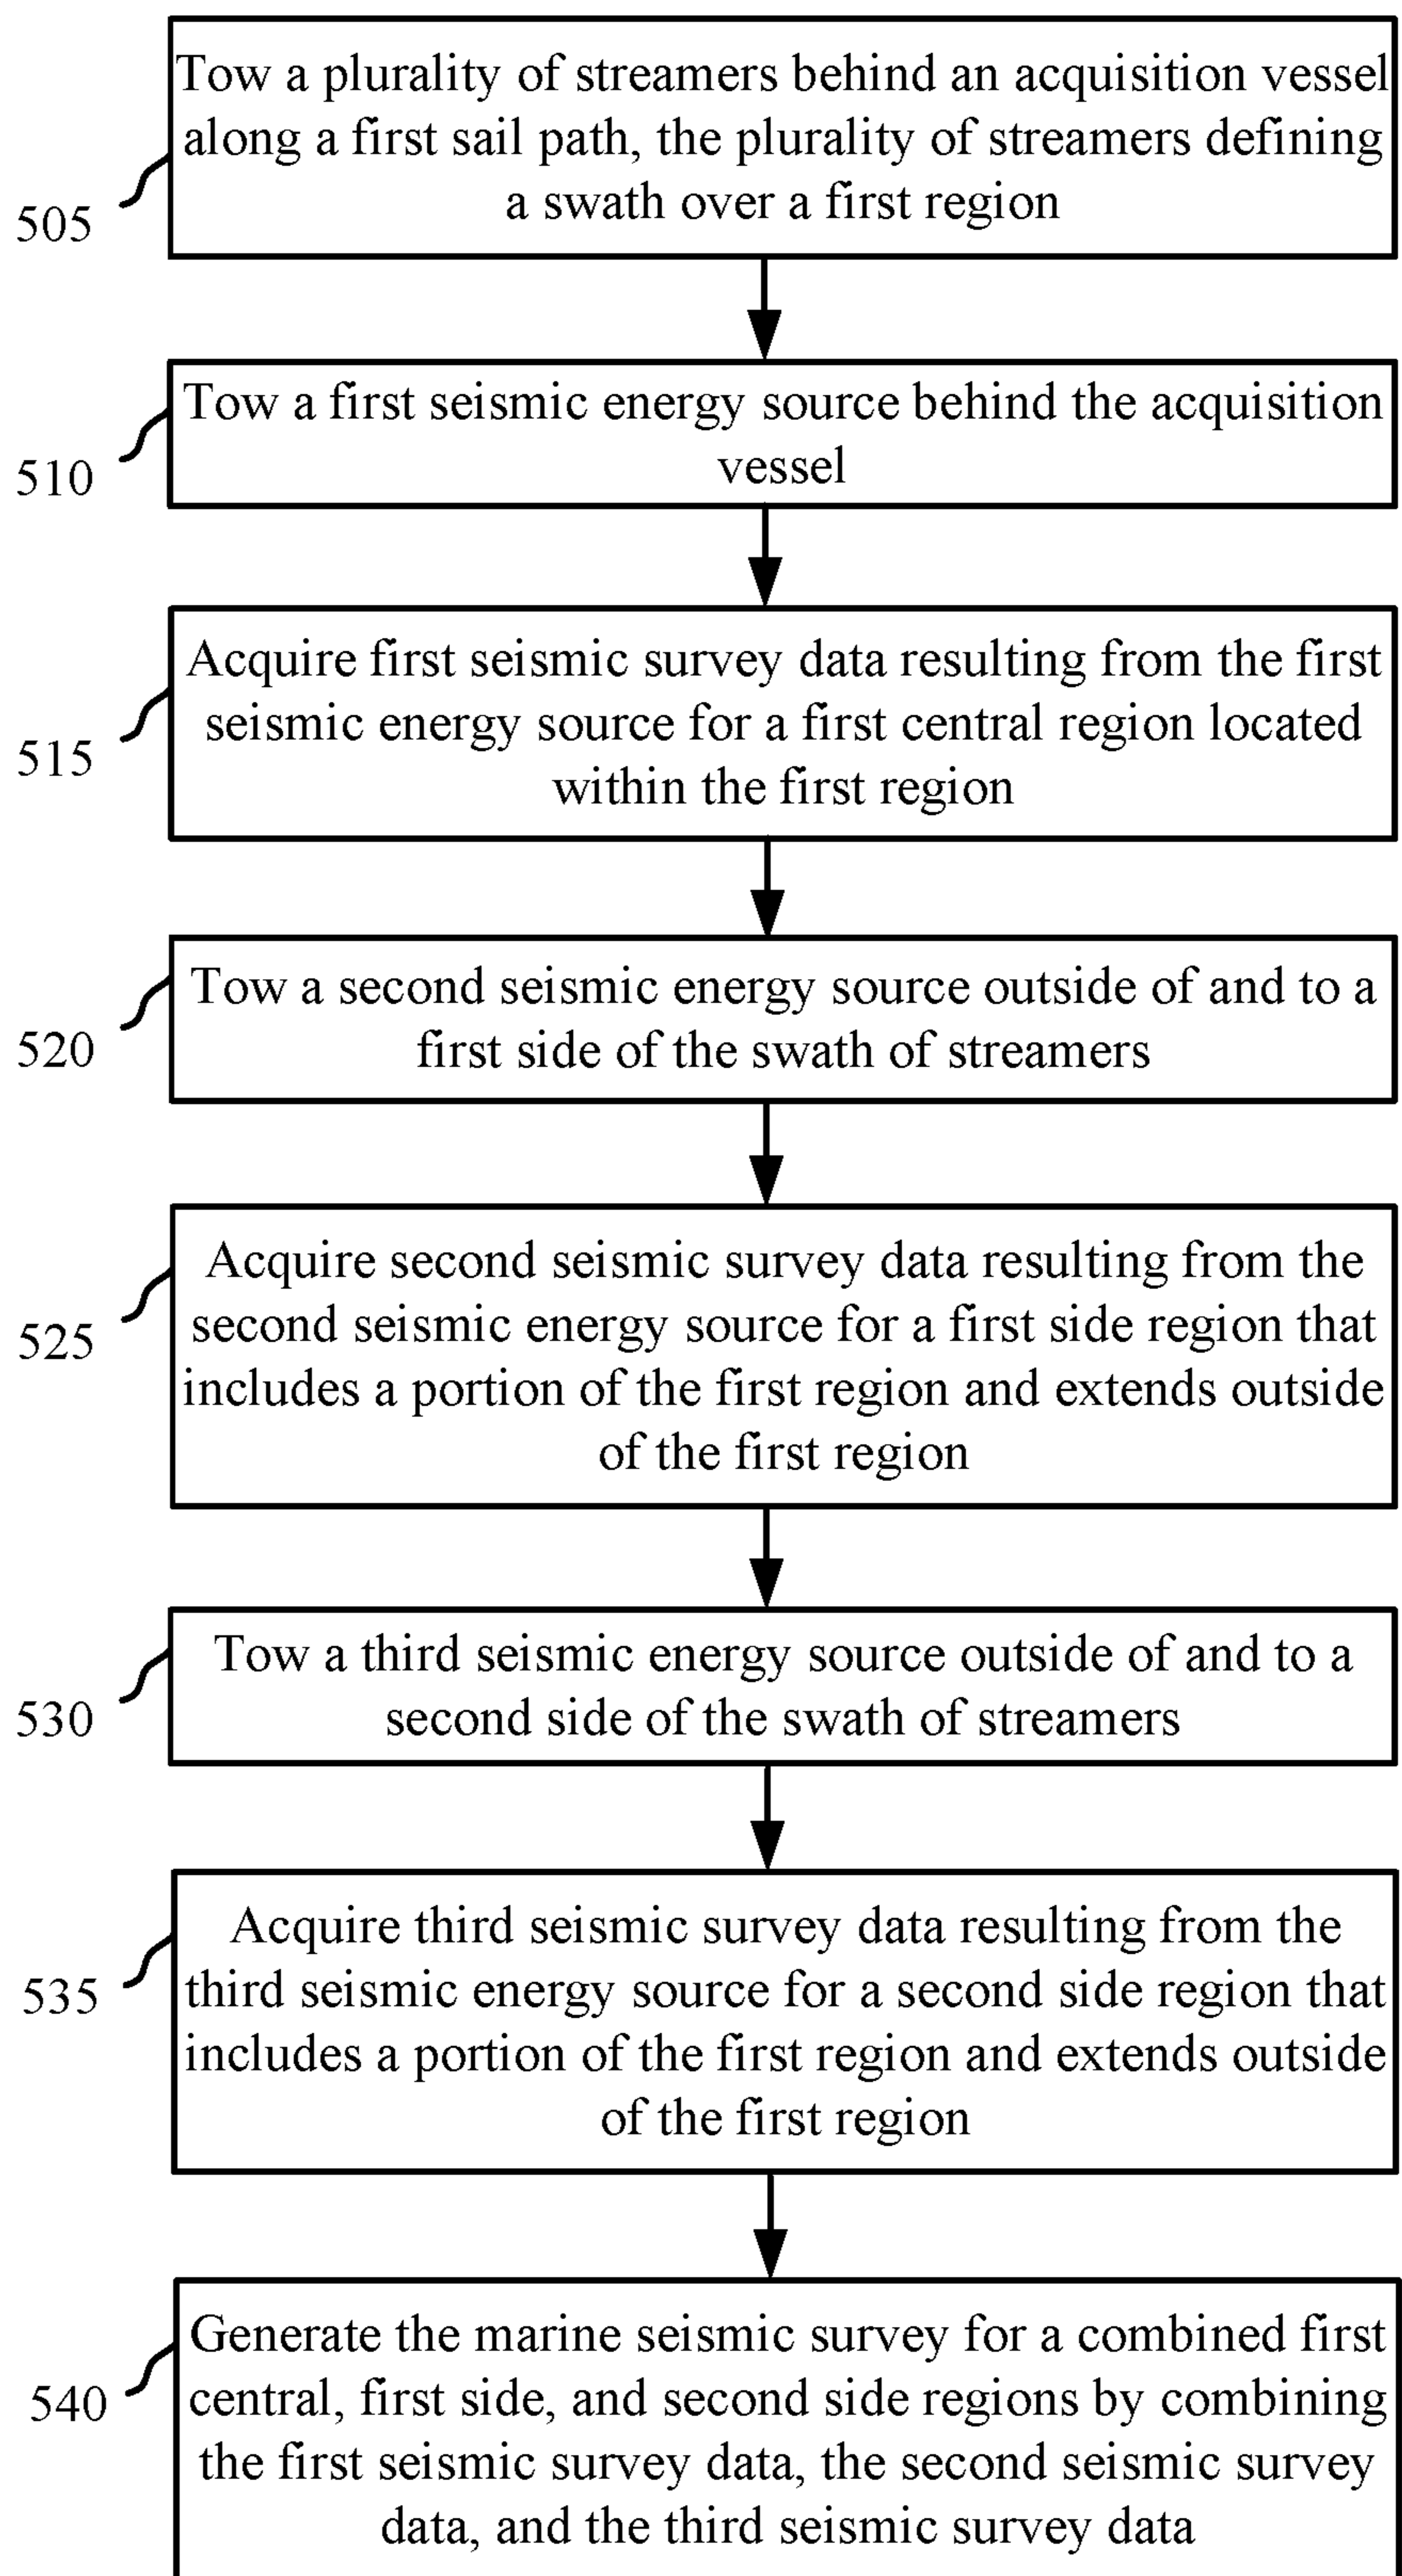 Tow a plurality of streamers behind an acquisition vessel
along a first sail path, the plurality of streamers defining
a swath over a first region
505
Tow a first seismic energy source behind the acquisition
vessel
510
Acquire first seismic survey data resulting from the first
seismic energy source for a first central region located
within the first region
515
Tow a second seismic energy source outside of and to a
first side of the swath of streamers
520
Acquire second seismic survey data resulting from the
second seismic energy source for a first side region that
includes a portion of the first region and extends outside
of the first region
525
Tow a third seismic energy source outside of and to a
second side of the swath of streamers
530
Acquire third seismic survey data resulting from the
third seismic energy source for a second side region that
includes a portion of the first region and extends outside
of the first region
535
Generate the marine seismic survey for a combined first
central, first side, and second side regions by combining
the first seismic survey data, the second seismic survey
data, and the third seismic survey data
540